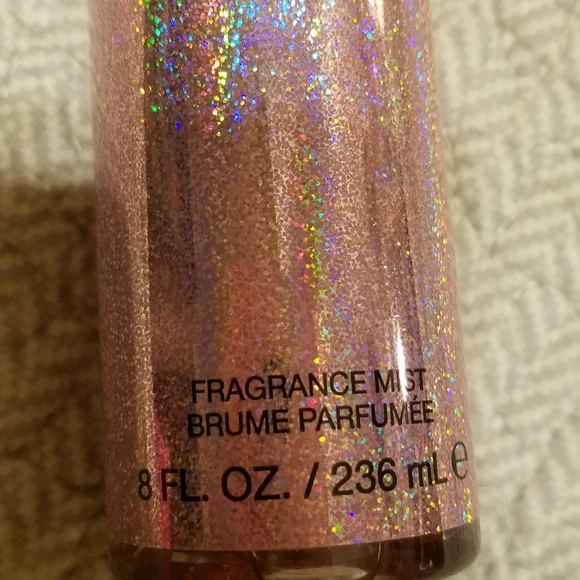 FRAGRANCE MIST
BRUME PARFUMÉE
8 FL. OZ. / 236 mL ℮